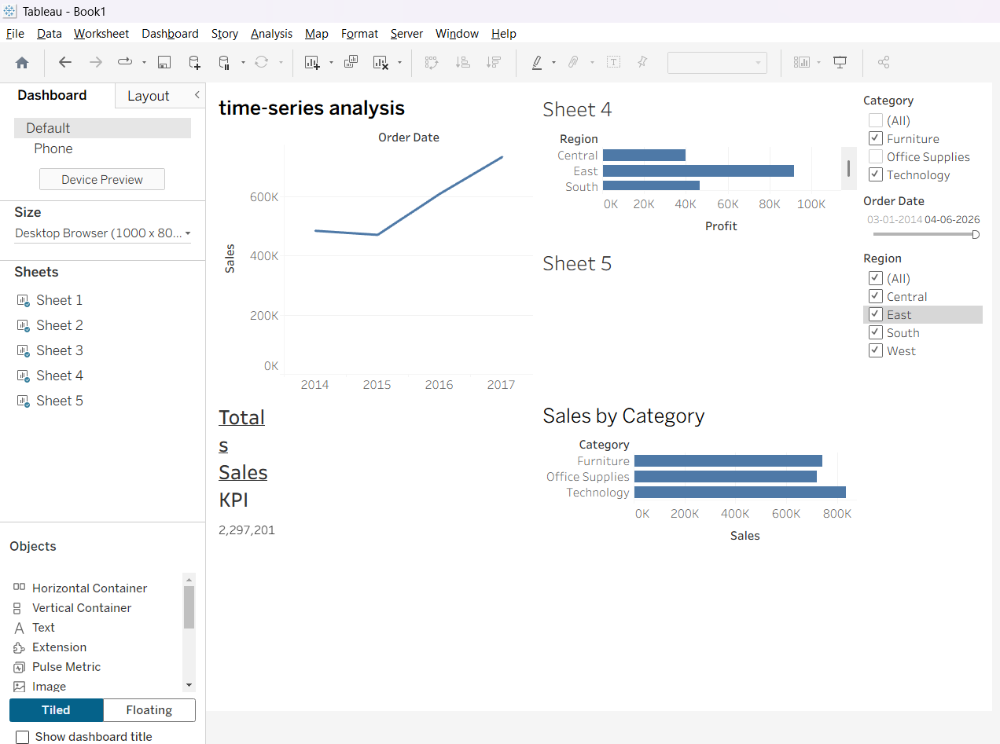 Tableau - Book1
File Data Worksheet Dashboard Story Analysis Map Format Server Window Help
Dashboard Layout
Default
Phone
Device Preview
Size
Desktop Browser (1000 x 80...
Sheets
Sheet 1
Sheet 2
Sheet 3
Sheet 4
Sheet 5
Objects
Horizontal Container
Vertical Container
Text
Extension
Pulse Metric
Image
Tiled Floating
Show dashboard title
time-series analysis
Order Date
Sales
600K
400K
200K
0K
2014 2015 2016 2017
Total
s
Sales
KPI
2,297,201
Sheet 4
Region
Central
East
South
0K 20K 40K 60K 80K 100K
Profit
Sheet 5
Sales by Category
Category
Furniture
Office Supplies
Technology
0K 200K 400K 600K 800K
Sales
Category
(All)
Furniture
Office Supplies
Technology
Order Date
03-01-2014 04-06-2026
Region
(All)
Central
East
South
West